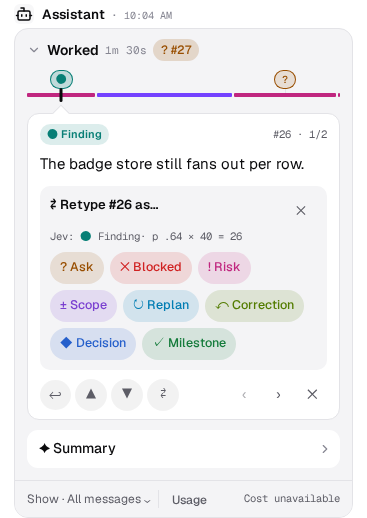 Assistant · 10:04 AM
Worked 1m 30s ? #27
?
Finding #26 · 1/2
The badge store still fans out per row.
⇄ Retype #26 as… ×
Jev: Finding· p .64 × 40 = 26
? Ask × Blocked ! Risk
± Scope Replan Correction
◆ Decision ✓ Milestone
↩ ▲ ▼ ⇄ ‹ › ×
✦ Summary ›
Show · All messages Usage Cost unavailable